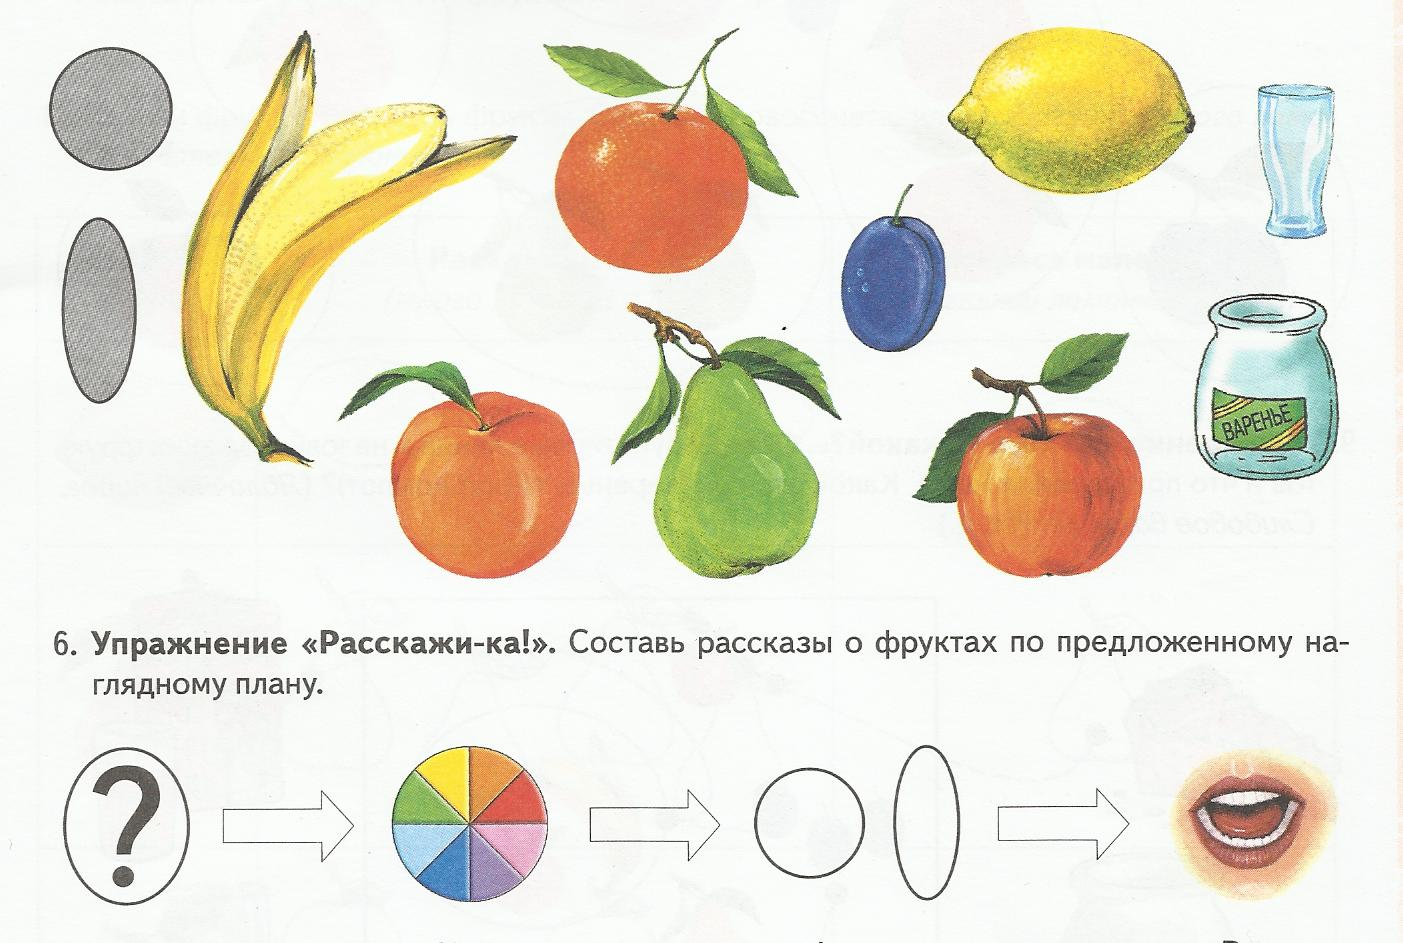 ВАРЕНЬЕ
6. Упражнение «Расскажи-ка!». Составь рассказы о фруктах по предложенному на-
глядному плану.
?